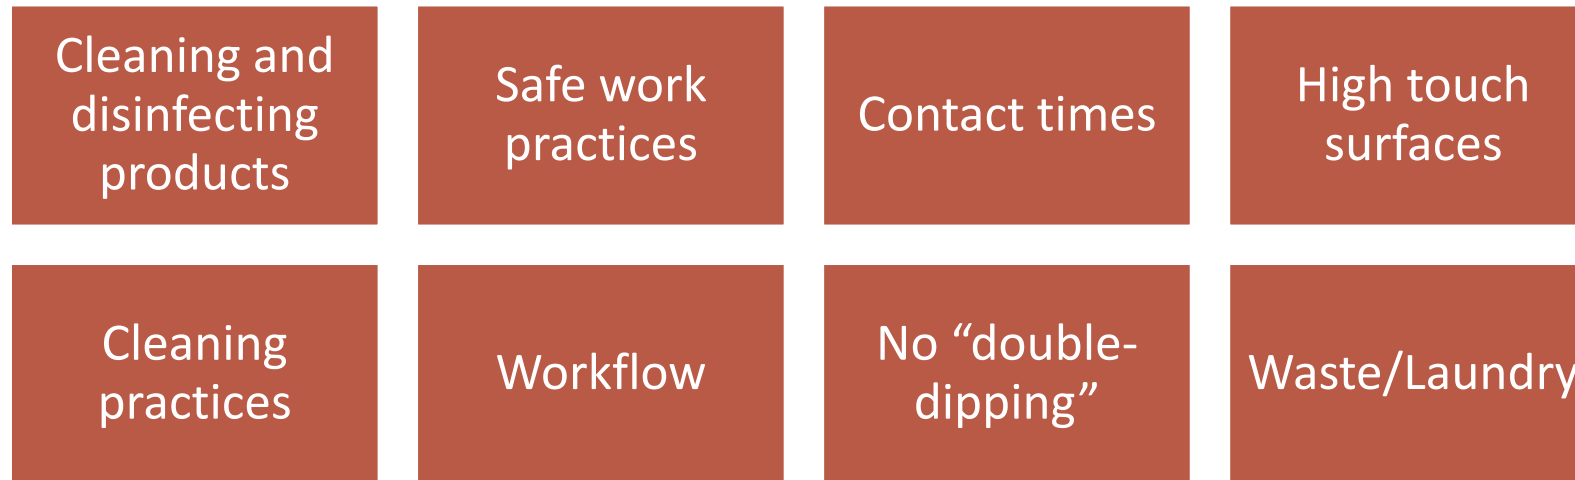 Cleaning and
disinfecting
products
Safe work
practices
Contact times
High touch
surfaces
Cleaning
practices
Workflow
No “double-
dipping”
Waste/Laundry